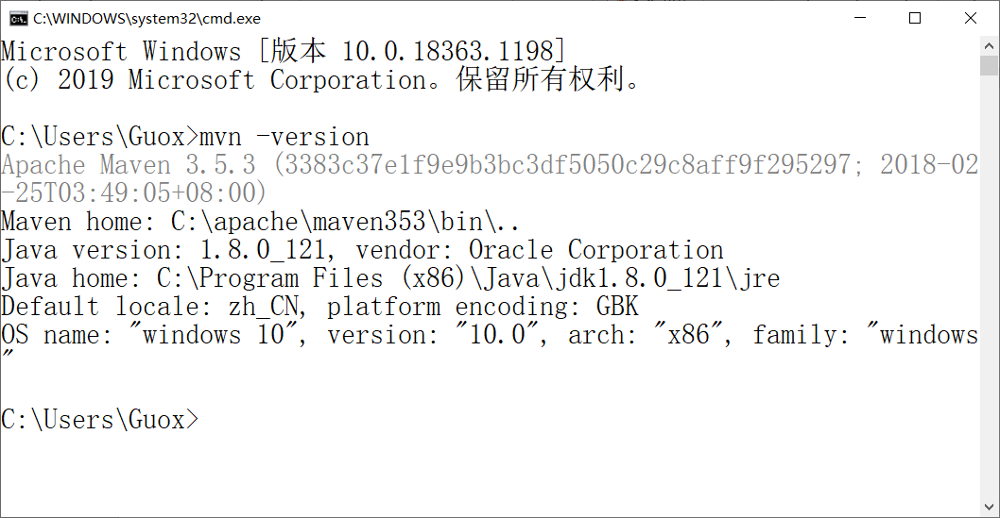 C:\WINDOWS\system32\cmd.exe
Microsoft Windows [版本 10.0.18363.1198]
(c) 2019 Microsoft Corporation。保留所有权利。
C:\Users\Guox>mvn -version
Apache Maven 3.5.3 (3383c37e1f9e9b3bc3df5050c29c8aff9f295297; 2018-02
-25T03:49:05+08:00)
Maven home: C:\apache\maven353\bin\..
Java version: 1.8.0_121, vendor: Oracle Corporation
Java home: C:\Program Files (x86)\Java\jdk1.8.0_121\jre
Default locale: zh_CN, platform encoding: GBK
OS name: "windows 10", version: "10.0", arch: "x86", family: "windows
"
C:\Users\Guox>